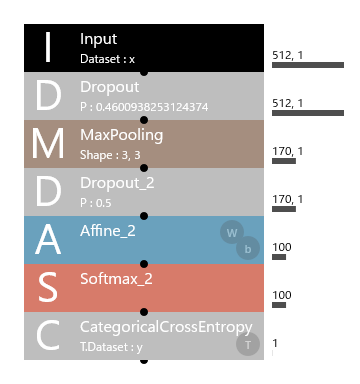 I
Input
Dataset : x
512, 1
D
Dropout
P : 0.4600938253124374
512, 1
M
MaxPooling
Shape : 3, 3
170, 1
D
Dropout_2
P : 0.5
170, 1
A
Affine_2
W
b
100
S
Softmax_2
100
C
CategoricalCrossEntropy
T.Dataset : y
T
1